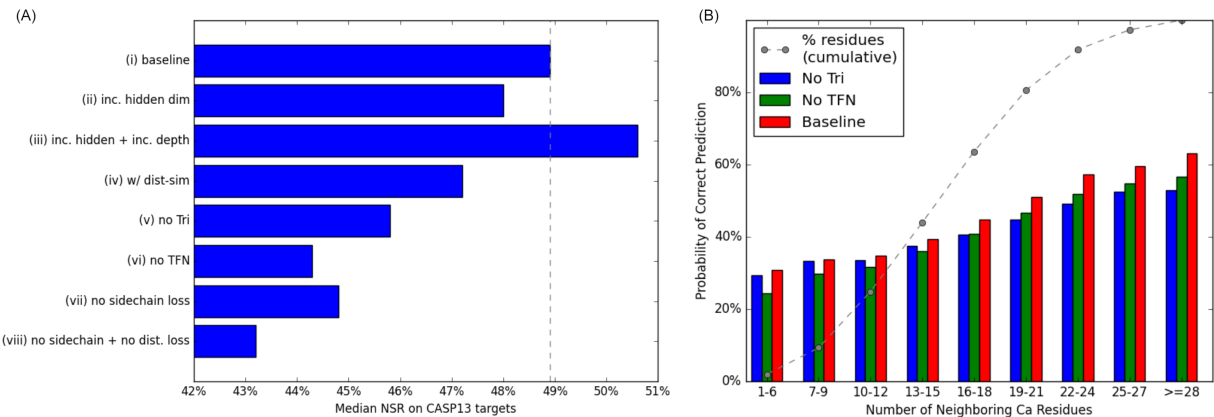 (A)
(i) baseline
(ii) inc. hidden dim
(iii) inc. hidden + inc. depth
(iv) w/ dist-sim
(v) no Tri
(vi) no TFN
(vii) no sidechain loss
(viii) no sidechain + no dist. loss
42% 43% 44% 45% 46% 47% 48% 49% 50% 51%
Median NSR on CASP13 targets
(B)
% residues
(cumulative)
No Tri
No TFN
Baseline
Probability of Correct Prediction
80%
60%
40%
20%
0%
1-6 7-9 10-12 13-15 16-18 19-21 22-24 25-27 >=28
Number of Neighboring Ca Residues